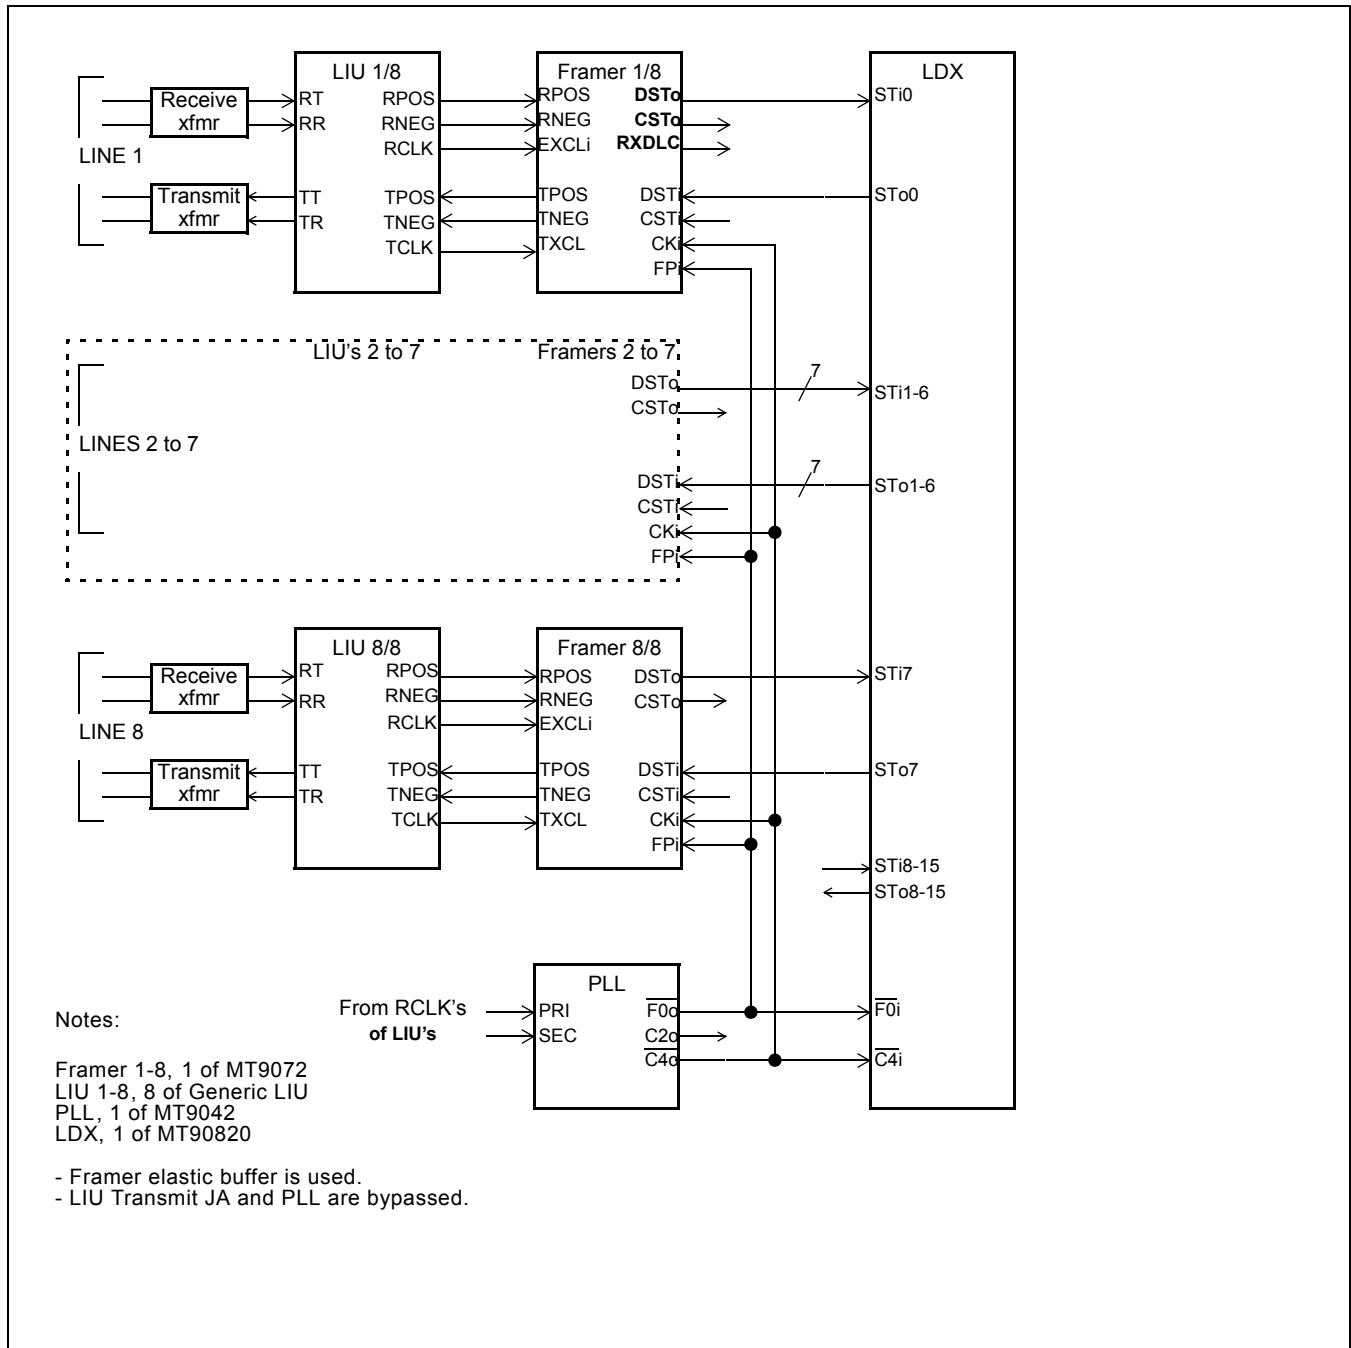 LIU 1/8
Framer 1/8
LDX
Receive
xfmr
RT
RR
RPOS
RNEG
RCLK
RPOS
RNEG
EXCLi
DSTo
CSTo
RXDLC
STi0
LINE 1
Transmit
xfmr
TT
TR
TPOS
TNEG
TCLK
TPOS
TNEG
TXCL
DSTi
CSTi
CKi
FPi
STo0
LIU's 2 to 7
Framers 2 to 7
DSTo
CSTo
7
STi1-6
LINES 2 to 7
DSTi
CSTi
CKi
FPi
7
STo1-6
LIU 8/8
Framer 8/8
Receive
xfmr
RT
RR
RPOS
RNEG
RCLK
RPOS
RNEG
EXCLi
DSTo
CSTo
STi7
LINE 8
Transmit
xfmr
TT
TR
TPOS
TNEG
TCLK
TPOS
TNEG
TXCL
DSTi
CSTi
CKi
FPi
STo7
STi8-15
STo8-15
PLL
From RCLK's
of LIU's
PRI
SEC
F0o
C2o
C4o
F0i
C4i
Notes:
Framer 1-8, 1 of MT9072
LIU 1-8, 8 of Generic LIU
PLL, 1 of MT9042
LDX, 1 of MT90820
- Framer elastic buffer is used.
- LIU Transmit JA and PLL are bypassed.